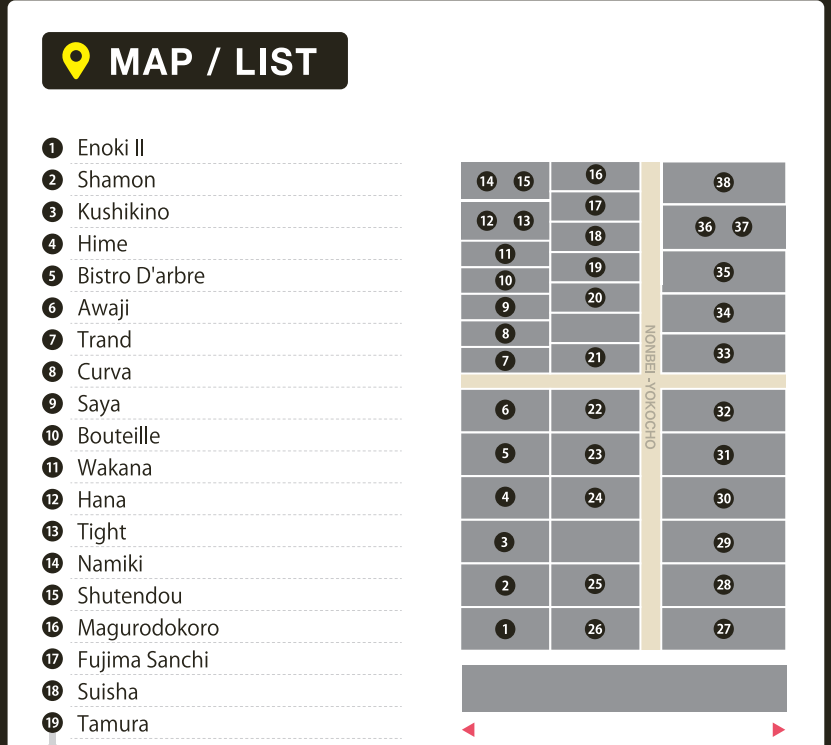 MAP / LIST
1 Enoki II
2 Shamon
3 Kushikino
4 Hime
5 Bistro D'arbre
6 Awaji
7 Trand
8 Curva
9 Saya
10 Bouteille
11 Wakana
12 Hana
13 Tight
14 Namiki
15 Shutendou
16 Magurodokoro
17 Fujima Sanchi
18 Suisha
19 Tamura
14 15 16 38
17
12 13 18 36 37
11
10 19 35
9 20 34
8
7 21 33
NONBEI -YOKOCHO
6 22 32
5 23 31
4 24 30
3 29
2 25 28
1 26 27